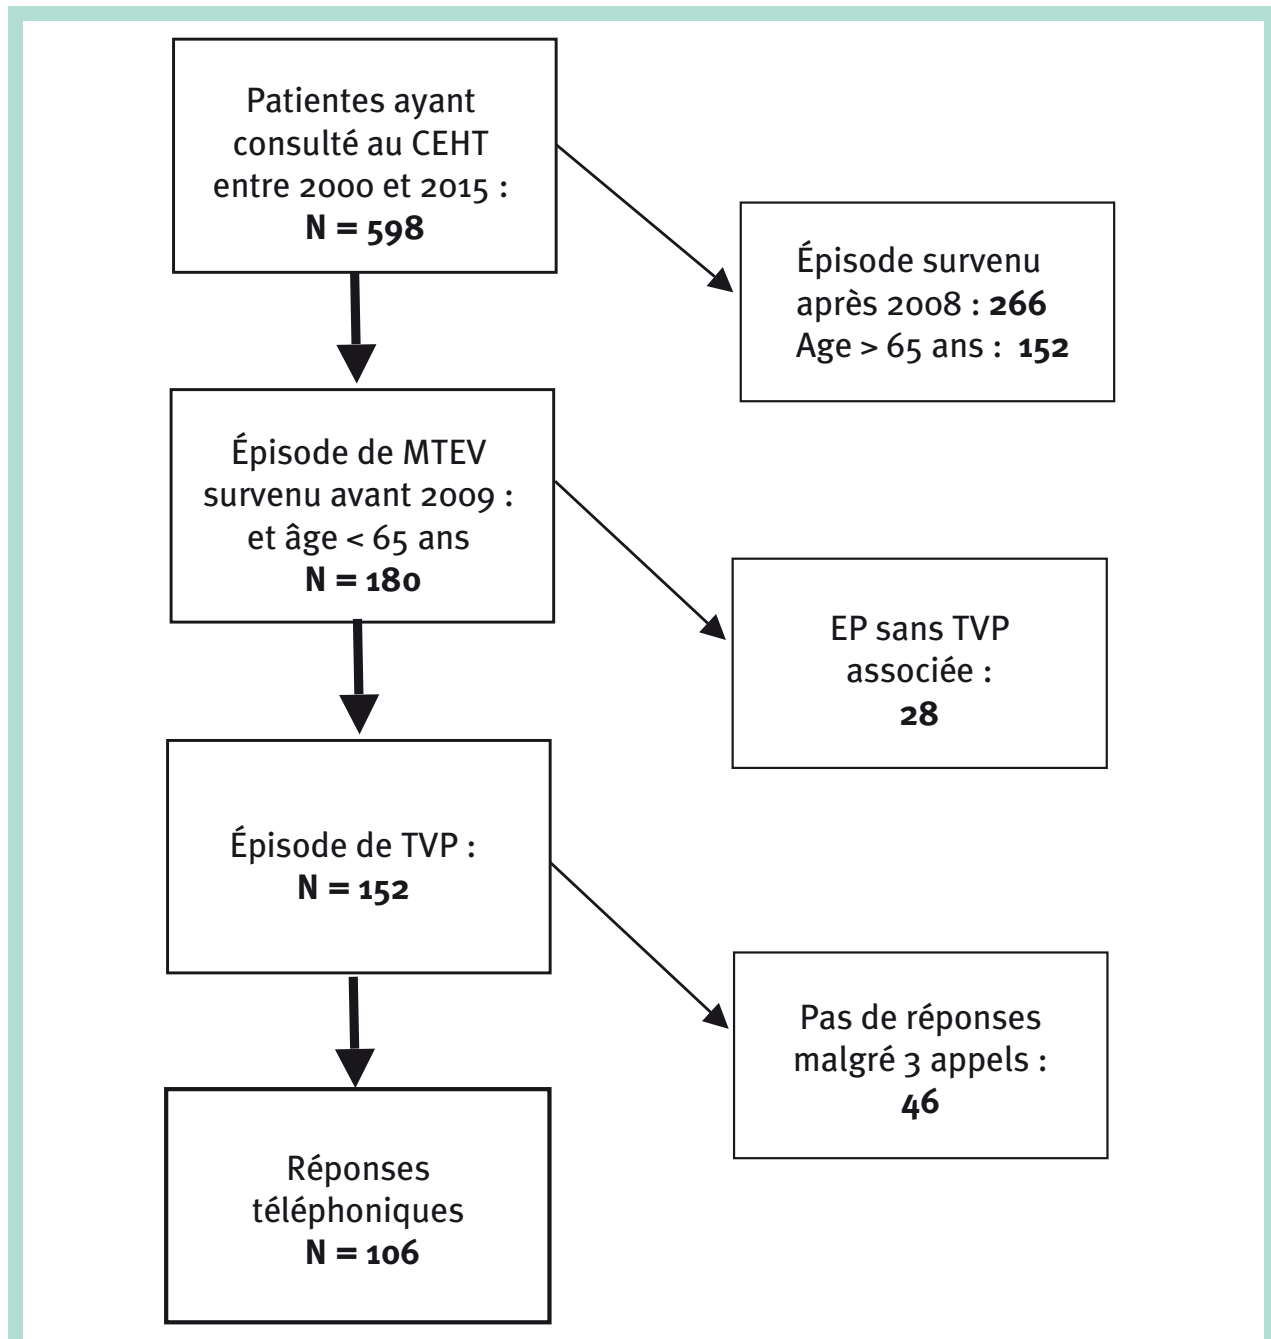 Patientes ayant
consulté au CEHT
entre 2000 et 2015 :
N = 598
Épisode survenu
après 2008 : 266
Age > 65 ans : 152
Épisode de MTEV
survenu avant 2009 :
et âge < 65 ans
N = 180
EP sans TVP
associée :
28
Épisode de TVP :
N = 152
Pas de réponses
malgré 3 appels :
46
Réponses
téléphoniques
N = 106